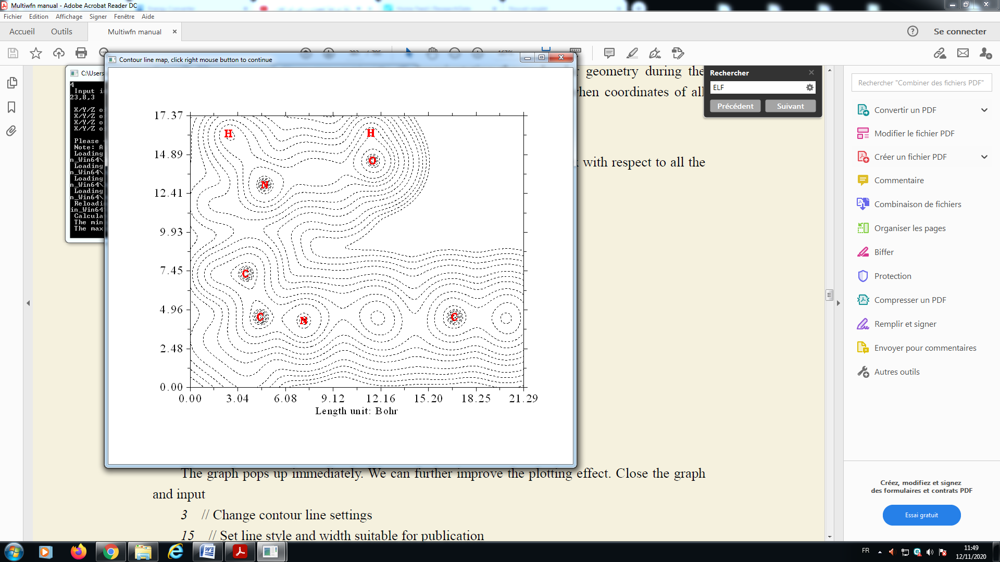 Multiwfn manual - Adobe Acrobat Reader DC
Fichier Edition Affichage Signer Fenêtre Aide
Accueil Outils Multiwfn manual
Se connecter
Contour line map, click right mouse button to continue
C:\Users
4
Input i
23,8,3
X/Y/Z o
X/Y/Z o
X/Y/Z o
X/Y/Z o
Please
Note: A
Loading
n_Win64\
Loading
n_Win64\
Loading
n_Win64\
Loading
n_Win64\
Reloadin
in_Win64
Calcula
The min
The max
17.37
14.89
12.41
9.93
7.45
4.96
2.48
0.00
0.00 3.04 6.08 9.12 12.16 15.20 18.25 21.29
Length unit: Bohr
H H
O
N
C
C N C
geometry during the
when coordinates of all
with respect to all the
Rechercher
ELF
Précédent Suivant
The graph pops up immediately. We can further improve the plotting effect. Close the graph
and input
3 // Change contour line settings
15 // Set line style and width suitable for publication
Rechercher "Combiner des fichiers PDF"
Convertir un PDF
Modifier le fichier PDF
Créer un fichier PDF
Commentaire
Combinaison de fichiers
Organiser les pages
Biffer
Protection
Compresser un PDF
Remplir et signer
Envoyer pour commentaires
Autres outils
Créez, modifiez et signez
des formulaires et contrats PDF
Essai gratuit
FR
11:49
12/11/2020